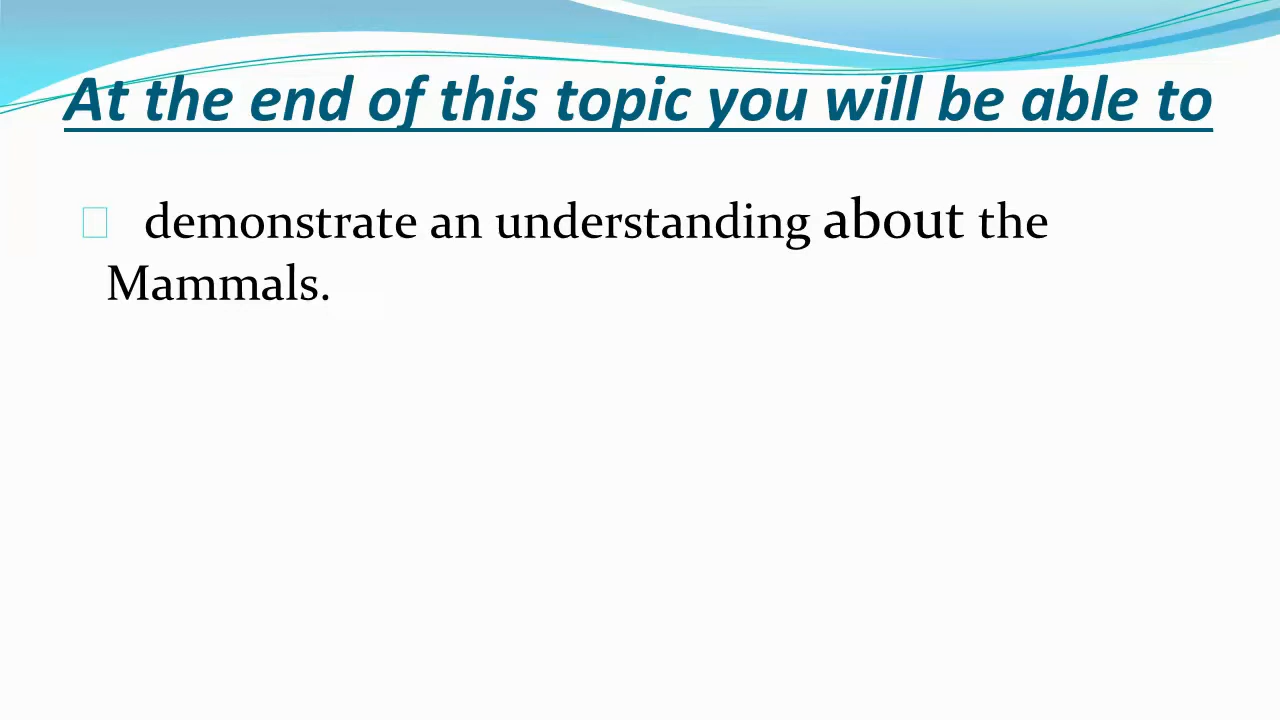 At the end of this topic you will be able to
demonstrate an understanding about the
Mammals.